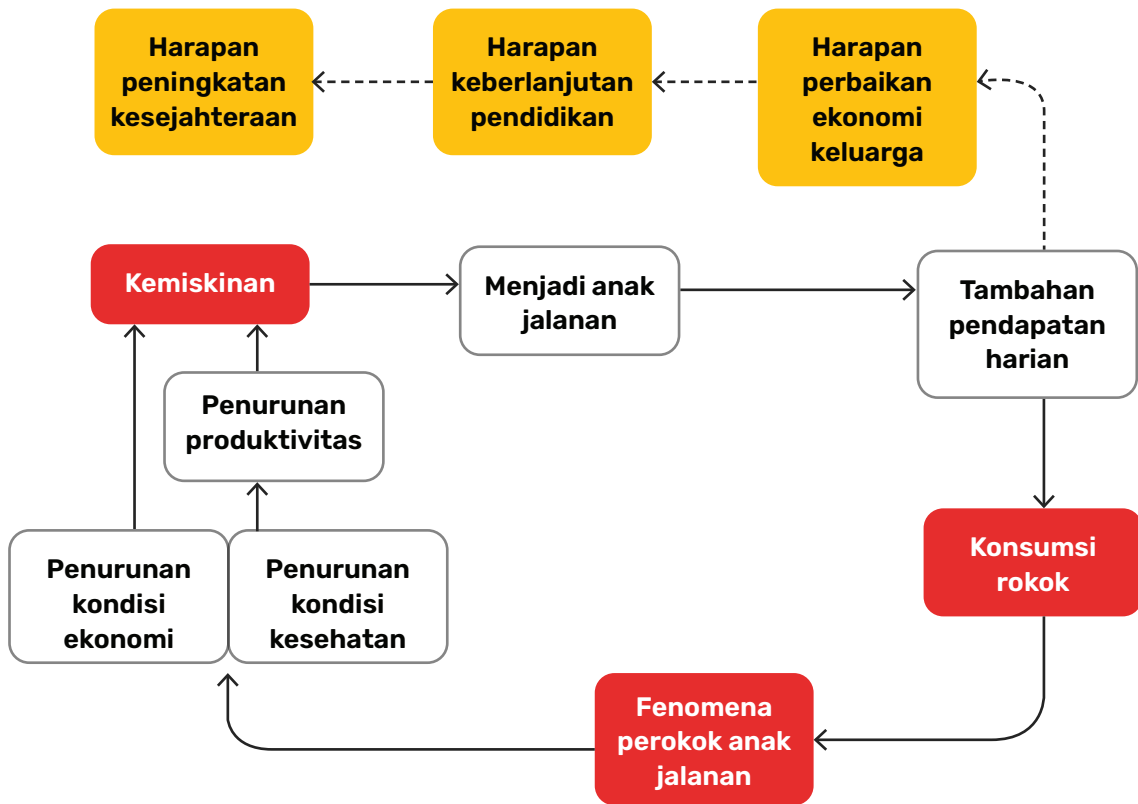 Harapan
peningkatan
kesejahteraan
Harapan
keberlanjutan
pendidikan
Harapan
perbaikan
ekonomi
keluarga
Kemiskinan
Menjadi anak
jalanan
Tambahan
pendapatan
harian
Penurunan
produktivitas
Penurunan
kondisi
ekonomi
Penurunan
kondisi
kesehatan
Konsumsi
rokok
Fenomena
perokok anak
jalanan